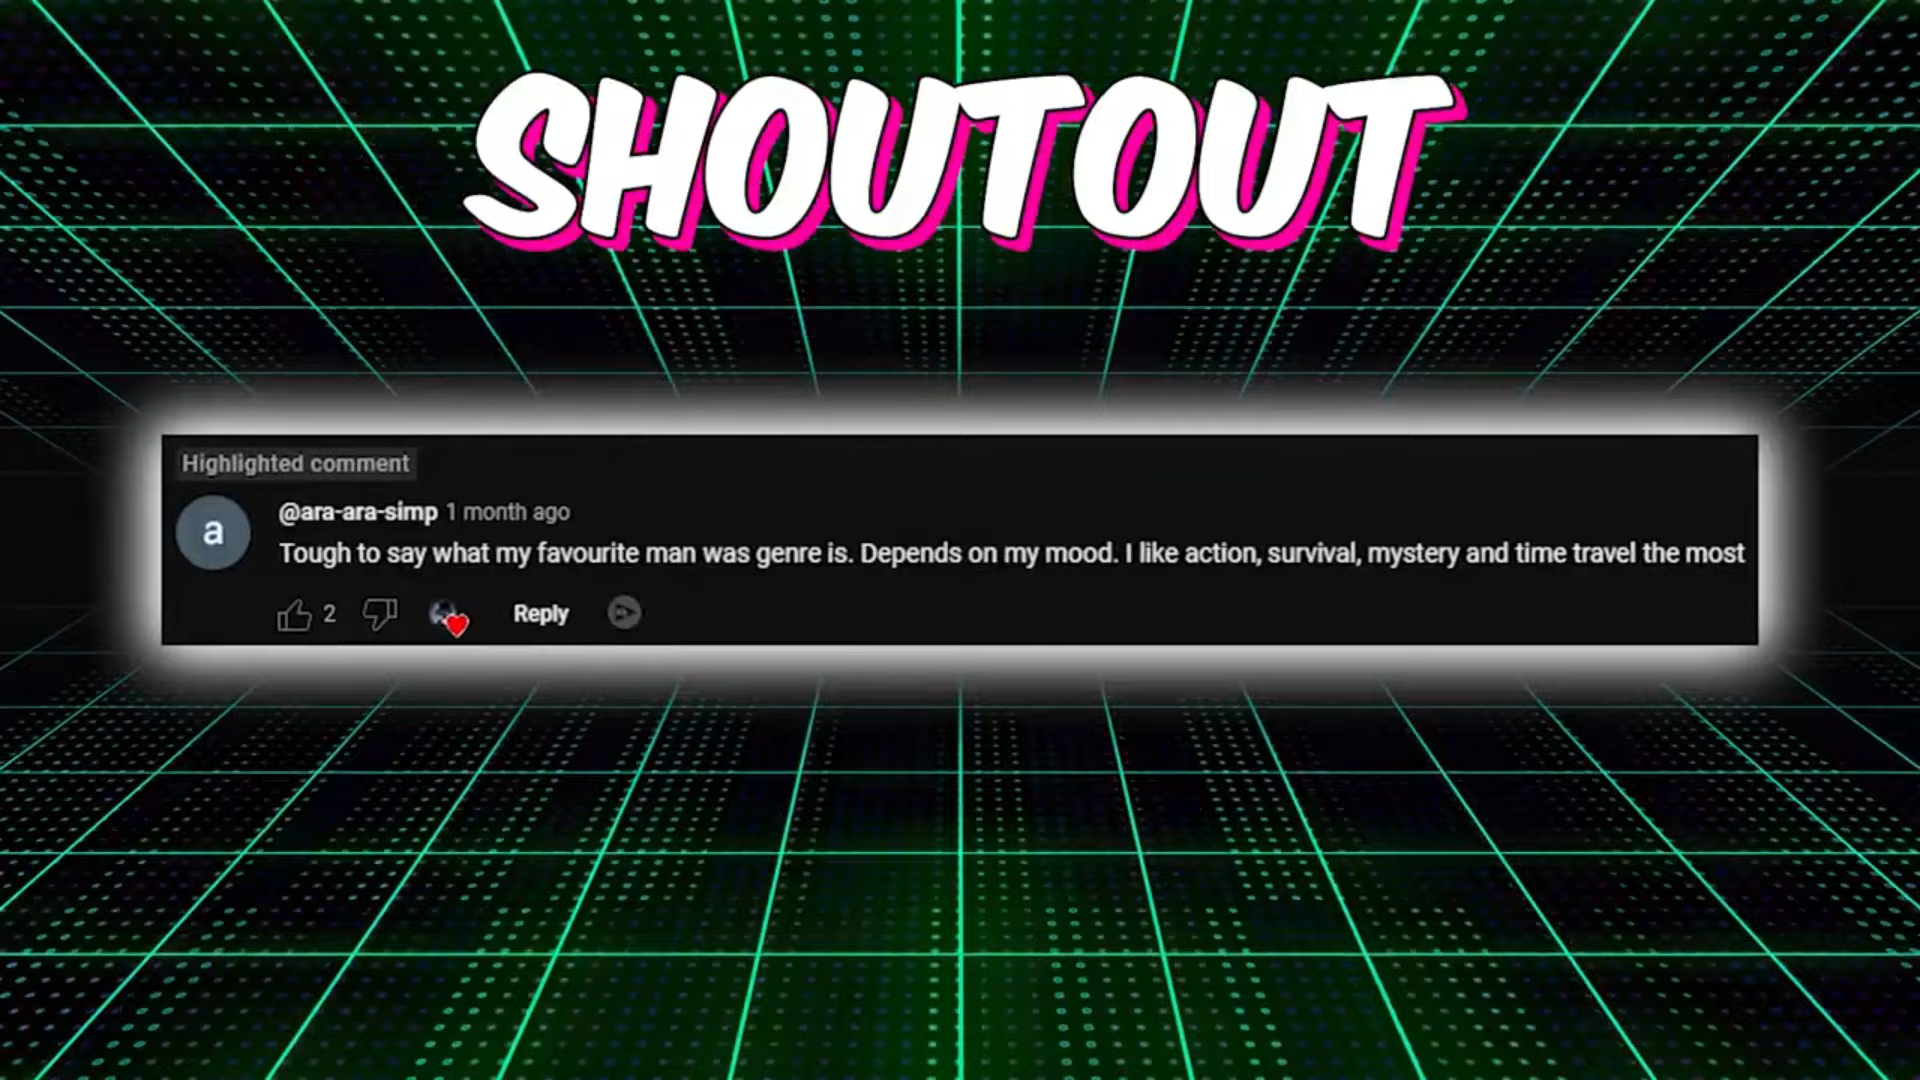 SHOUTOUT
Highlighted comment
a
@ara-ara-simp 1 month ago
Tough to say what my favourite man was genre is. Depends on my mood. I like action, survival, mystery and time travel the most
2
Reply